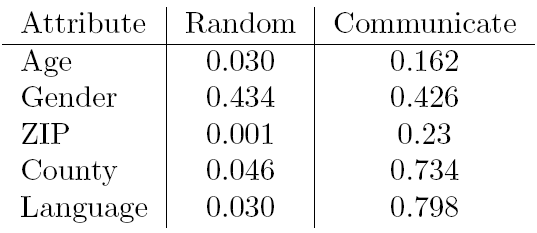 Attribute Random Communicate
Age 0.030 0.162
Gender 0.434 0.426
ZIP 0.001 0.23
County 0.046 0.734
Language 0.030 0.798